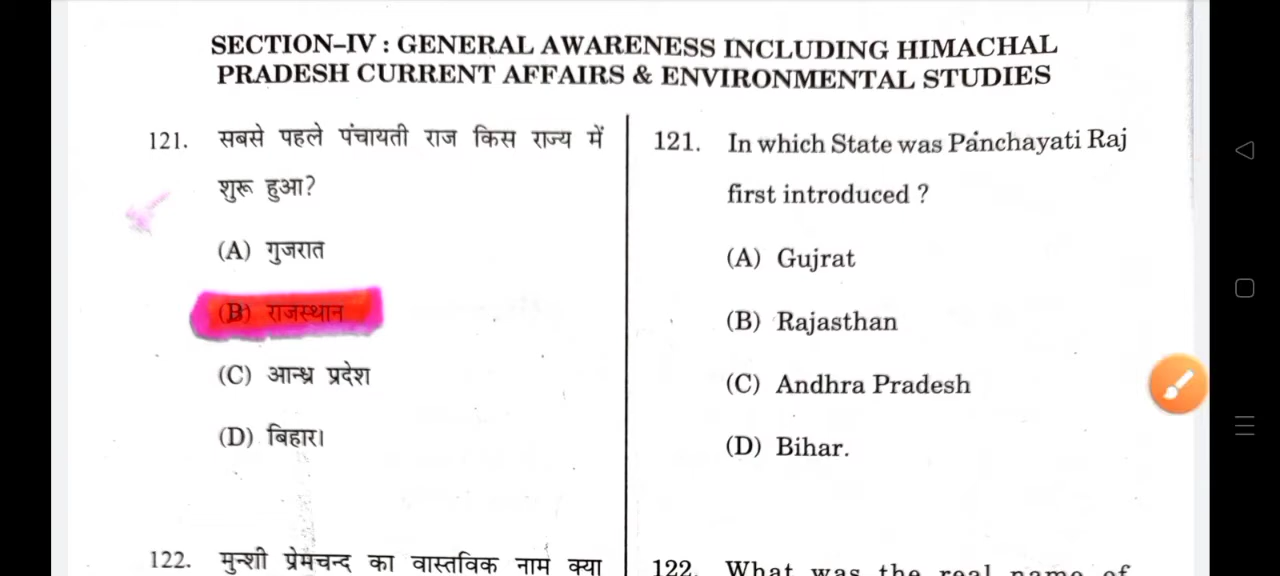 SECTION–IV : GENERAL AWARENESS INCLUDING HIMACHAL
PRADESH CURRENT AFFAIRS & ENVIRONMENTAL STUDIES
121. सबसे पहले पंचायती राज किस राज्य में
शुरू हुआ?
(A) गुजरात
(B) राजस्थान
(C) आन्ध्र प्रदेश
(D) बिहार।
122. मुन्शी प्रेमचन्द का वास्तविक नाम क्या
121. In which State was Panchayati Raj
first introduced ?
(A) Gujrat
(B) Rajasthan
(C) Andhra Pradesh
(D) Bihar.
122. What was the real name of